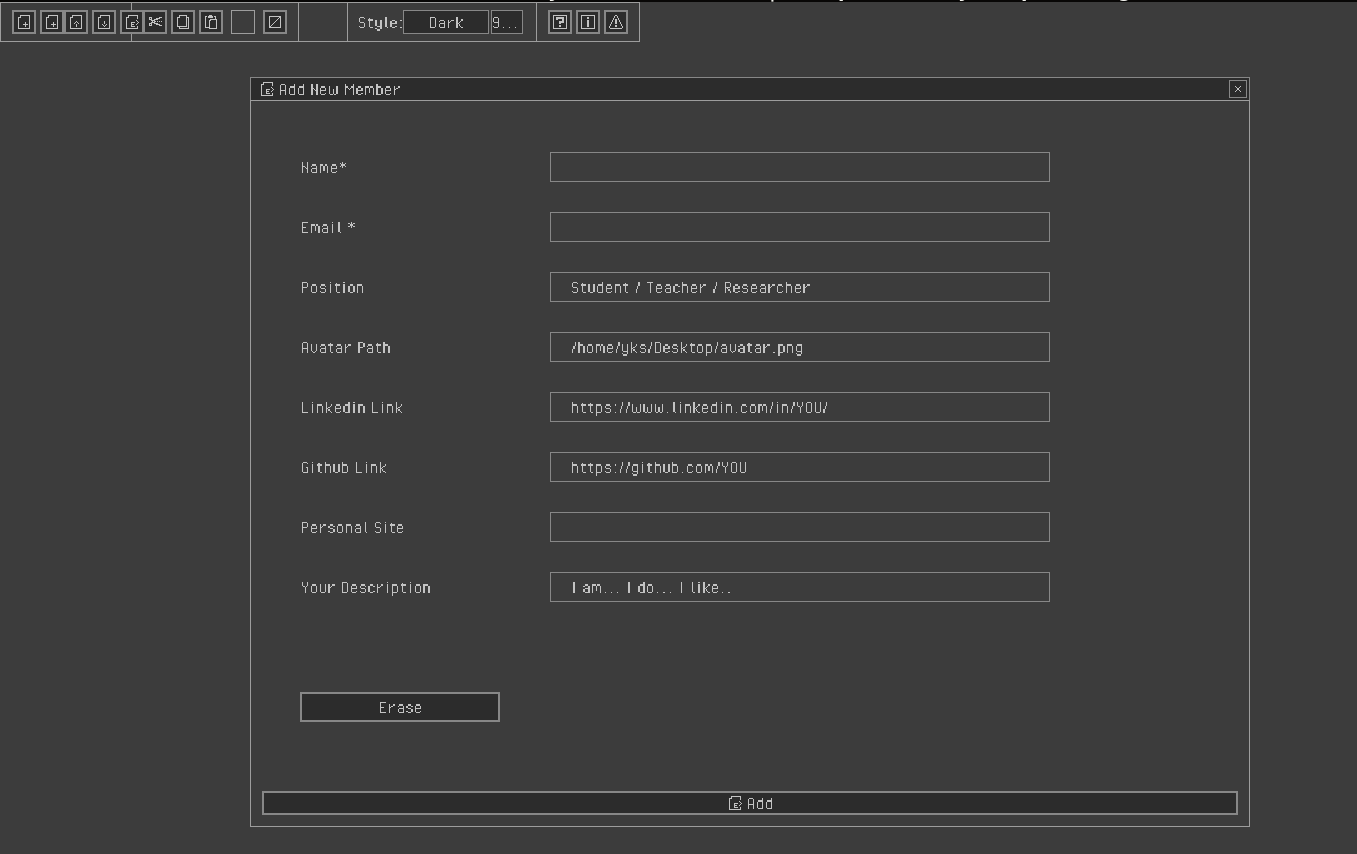 Style: Dark 9...
Add New Member
Name*
Email *
Position Student / Teacher / Researcher
Avatar Path /home/yks/Desktop/avatar.png
Linkedin Link https://www.linkedin.com/in/YOU/
Github Link https://github.com/YOU
Personal Site
Your Description I am... I do... I like..
Erase
Add